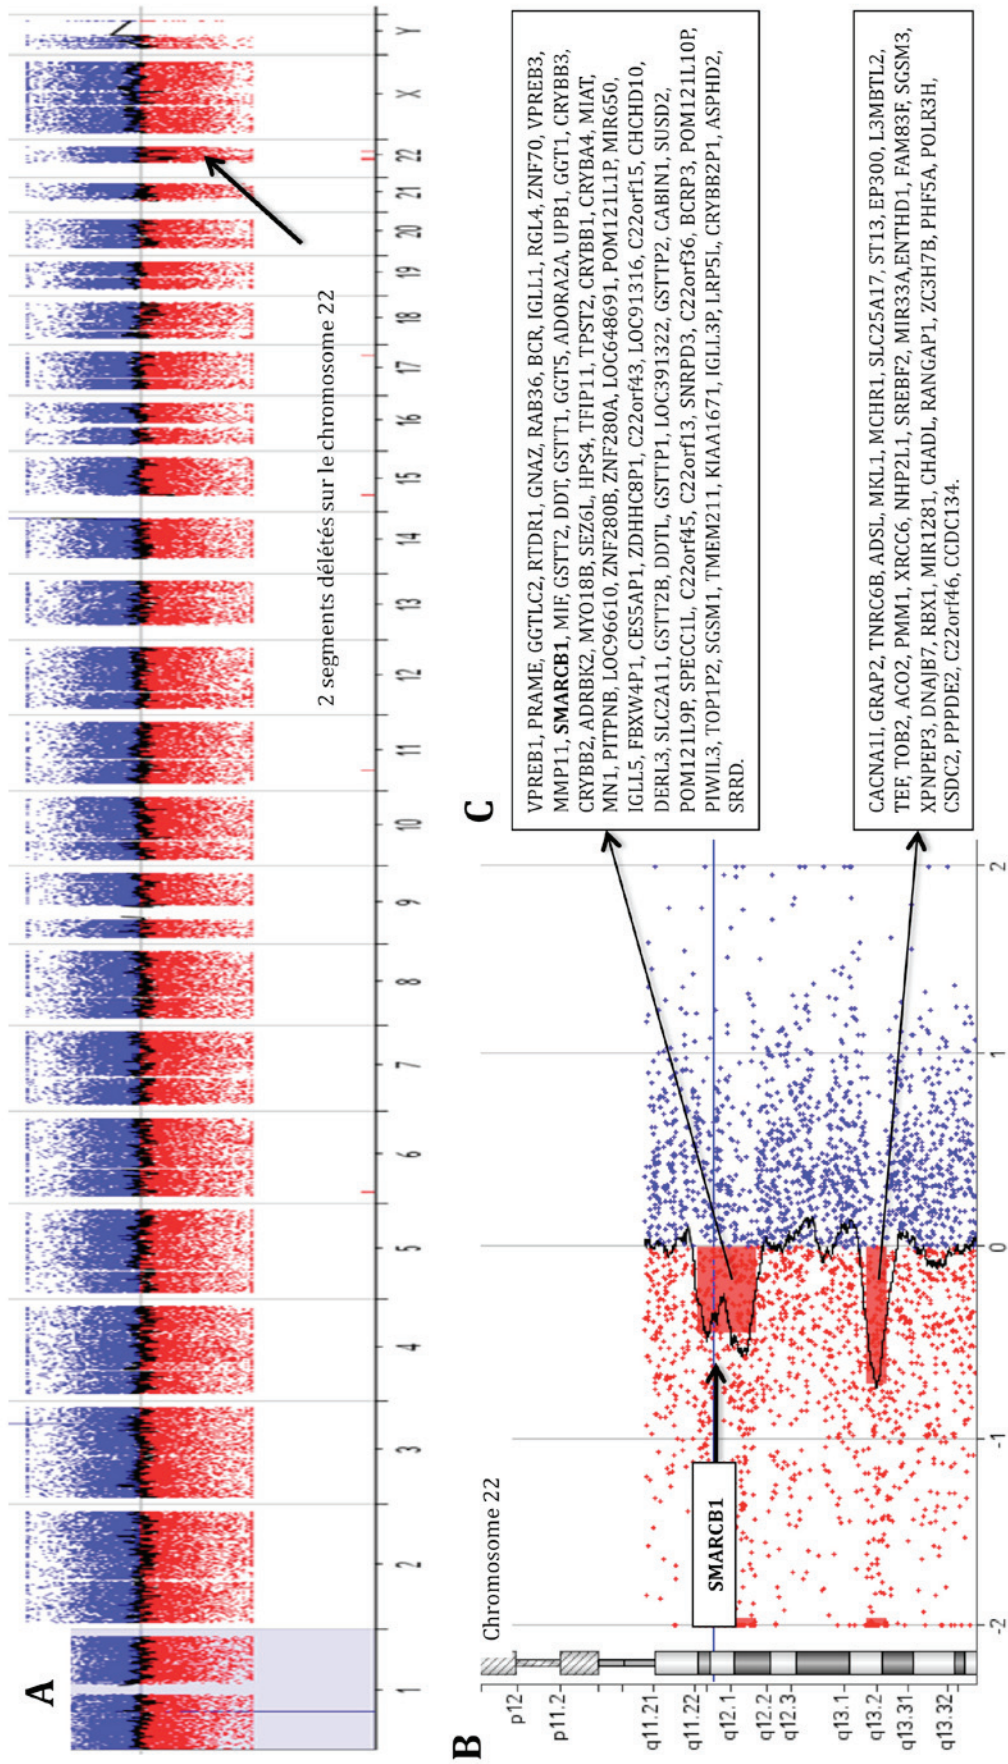 A
1 2 3 4 5 6 7 8 9 10 11 12 13 14 15 16 17 18 19 20 21 22 X Y
2 segments délétés sur le chromosome 22
B
Chromosome 22
p12
p11.2
q11.21
q11.22
q12.1
q12.2
q12.3
q13.1
q13.2
q13.31
q13.32
SMARCB1
-2 -1 0 1 2
C
VPREB1, PRAME, GGTLC2, RTDR1, GNAZ, RAB36, BCR, IGLL1, RGL4, ZNF70, VPREB3,
MMP11, SMARCB1, MIF, GSTT2, DDT, GSTT1, GGT5, ADORA2A, UPB1, GGT1, CRYBB3,
CRYBB2, ADRBK2, MYO18B, SEZ6L, HPS4, TFIP11, TPST2, CRYBB1, CRYBA4, MIAT,
MN1, PITPNB, LOC96610, ZNF280B, ZNF280A, LOC648691, POM121L1P, MIR650,
IGLL5, FBXW4P1, CES5AP1, ZDHHC8P1, C22orf43, LOC91316, C22orf15, CHCHD10,
DERL3, SLC2A11, GSTT2B, DDTL, GSTTP1, LOC391322, GSTTP2, CABIN1, SUSD2,
POM121L9P, SPECC1L, C22orf45, C22orf13, SNRPD3, C22orf36, BCRP3, POM121L10P,
PIWIL3, TOP1P2, SGSM1, TMEM211, KIAA1671, IGLL3P, LRP5L, CRYBB2P1, ASPHD2,
SRRD.
CACNA1I, GRAP2, TNRC6B, ADSL, MKL1, MCHR1, SLC25A17, ST13, EP300, L3MBTL2,
TEF, TOB2, ACO2, PMM1, XRCC6, NHP2L1, SREBF2, MIR33A,ENTHD1, FAM83F, SGSM3,
XPNPEP3, DNAJB7, RBX1, MIR1281, CHADL, RANGAP1, ZC3H7B, PHF5A, POLR3H,
CSDC2, PPPDE2, C22orf46, CCDC134.